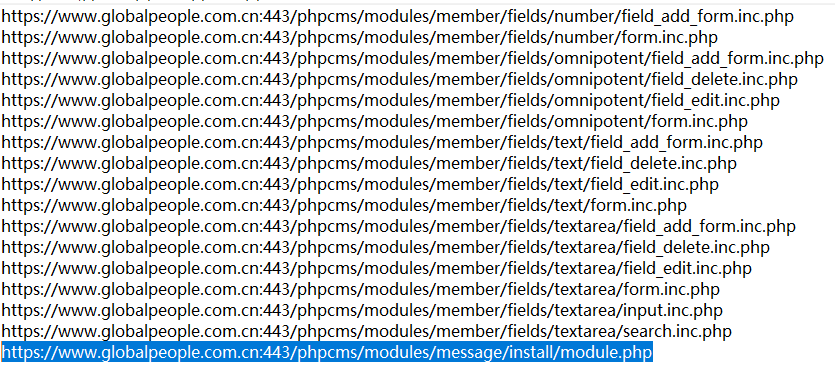 https://www.globalpeople.com.cn:443/phpcms/modules/member/fields/number/field_add_form.inc.php
https://www.globalpeople.com.cn:443/phpcms/modules/member/fields/number/form.inc.php
https://www.globalpeople.com.cn:443/phpcms/modules/member/fields/omnipotent/field_add_form.inc.php
https://www.globalpeople.com.cn:443/phpcms/modules/member/fields/omnipotent/field_delete.inc.php
https://www.globalpeople.com.cn:443/phpcms/modules/member/fields/omnipotent/field_edit.inc.php
https://www.globalpeople.com.cn:443/phpcms/modules/member/fields/omnipotent/form.inc.php
https://www.globalpeople.com.cn:443/phpcms/modules/member/fields/text/field_add_form.inc.php
https://www.globalpeople.com.cn:443/phpcms/modules/member/fields/text/field_delete.inc.php
https://www.globalpeople.com.cn:443/phpcms/modules/member/fields/text/field_edit.inc.php
https://www.globalpeople.com.cn:443/phpcms/modules/member/fields/text/form.inc.php
https://www.globalpeople.com.cn:443/phpcms/modules/member/fields/textarea/field_add_form.inc.php
https://www.globalpeople.com.cn:443/phpcms/modules/member/fields/textarea/field_delete.inc.php
https://www.globalpeople.com.cn:443/phpcms/modules/member/fields/textarea/field_edit.inc.php
https://www.globalpeople.com.cn:443/phpcms/modules/member/fields/textarea/form.inc.php
https://www.globalpeople.com.cn:443/phpcms/modules/member/fields/textarea/input.inc.php
https://www.globalpeople.com.cn:443/phpcms/modules/member/fields/textarea/search.inc.php
https://www.globalpeople.com.cn:443/phpcms/modules/message/install/module.php